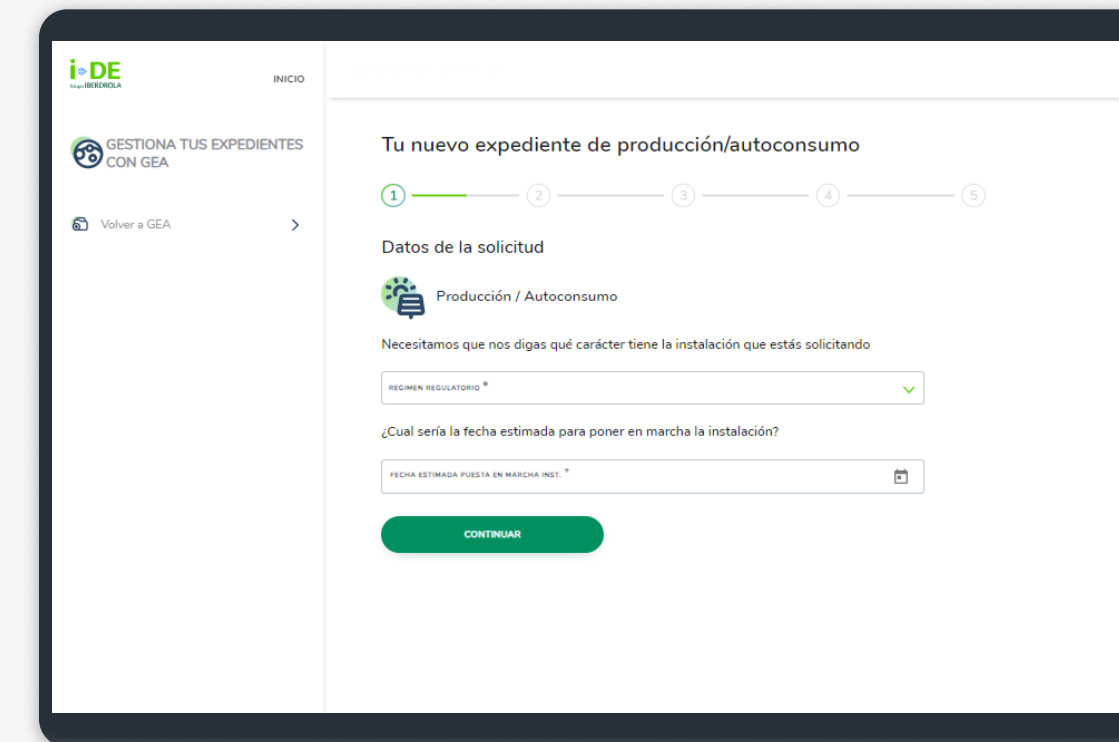 i-DE
Grupo IBERDROLA
INICIO
GESTIONA TUS EXPEDIENTES
CON GEA
Volver a GEA
Tu nuevo expediente de producción/autoconsumo
1 2 3 4 5
Datos de la solicitud
Producción / Autoconsumo
Necesitamos que nos digas qué carácter tiene la instalación que estás solicitando
REGIMEN REGULATORIO *
¿Cual sería la fecha estimada para poner en marcha la instalación?
FECHA ESTIMADA PUESTA EN MARCHA INST. *
CONTINUAR